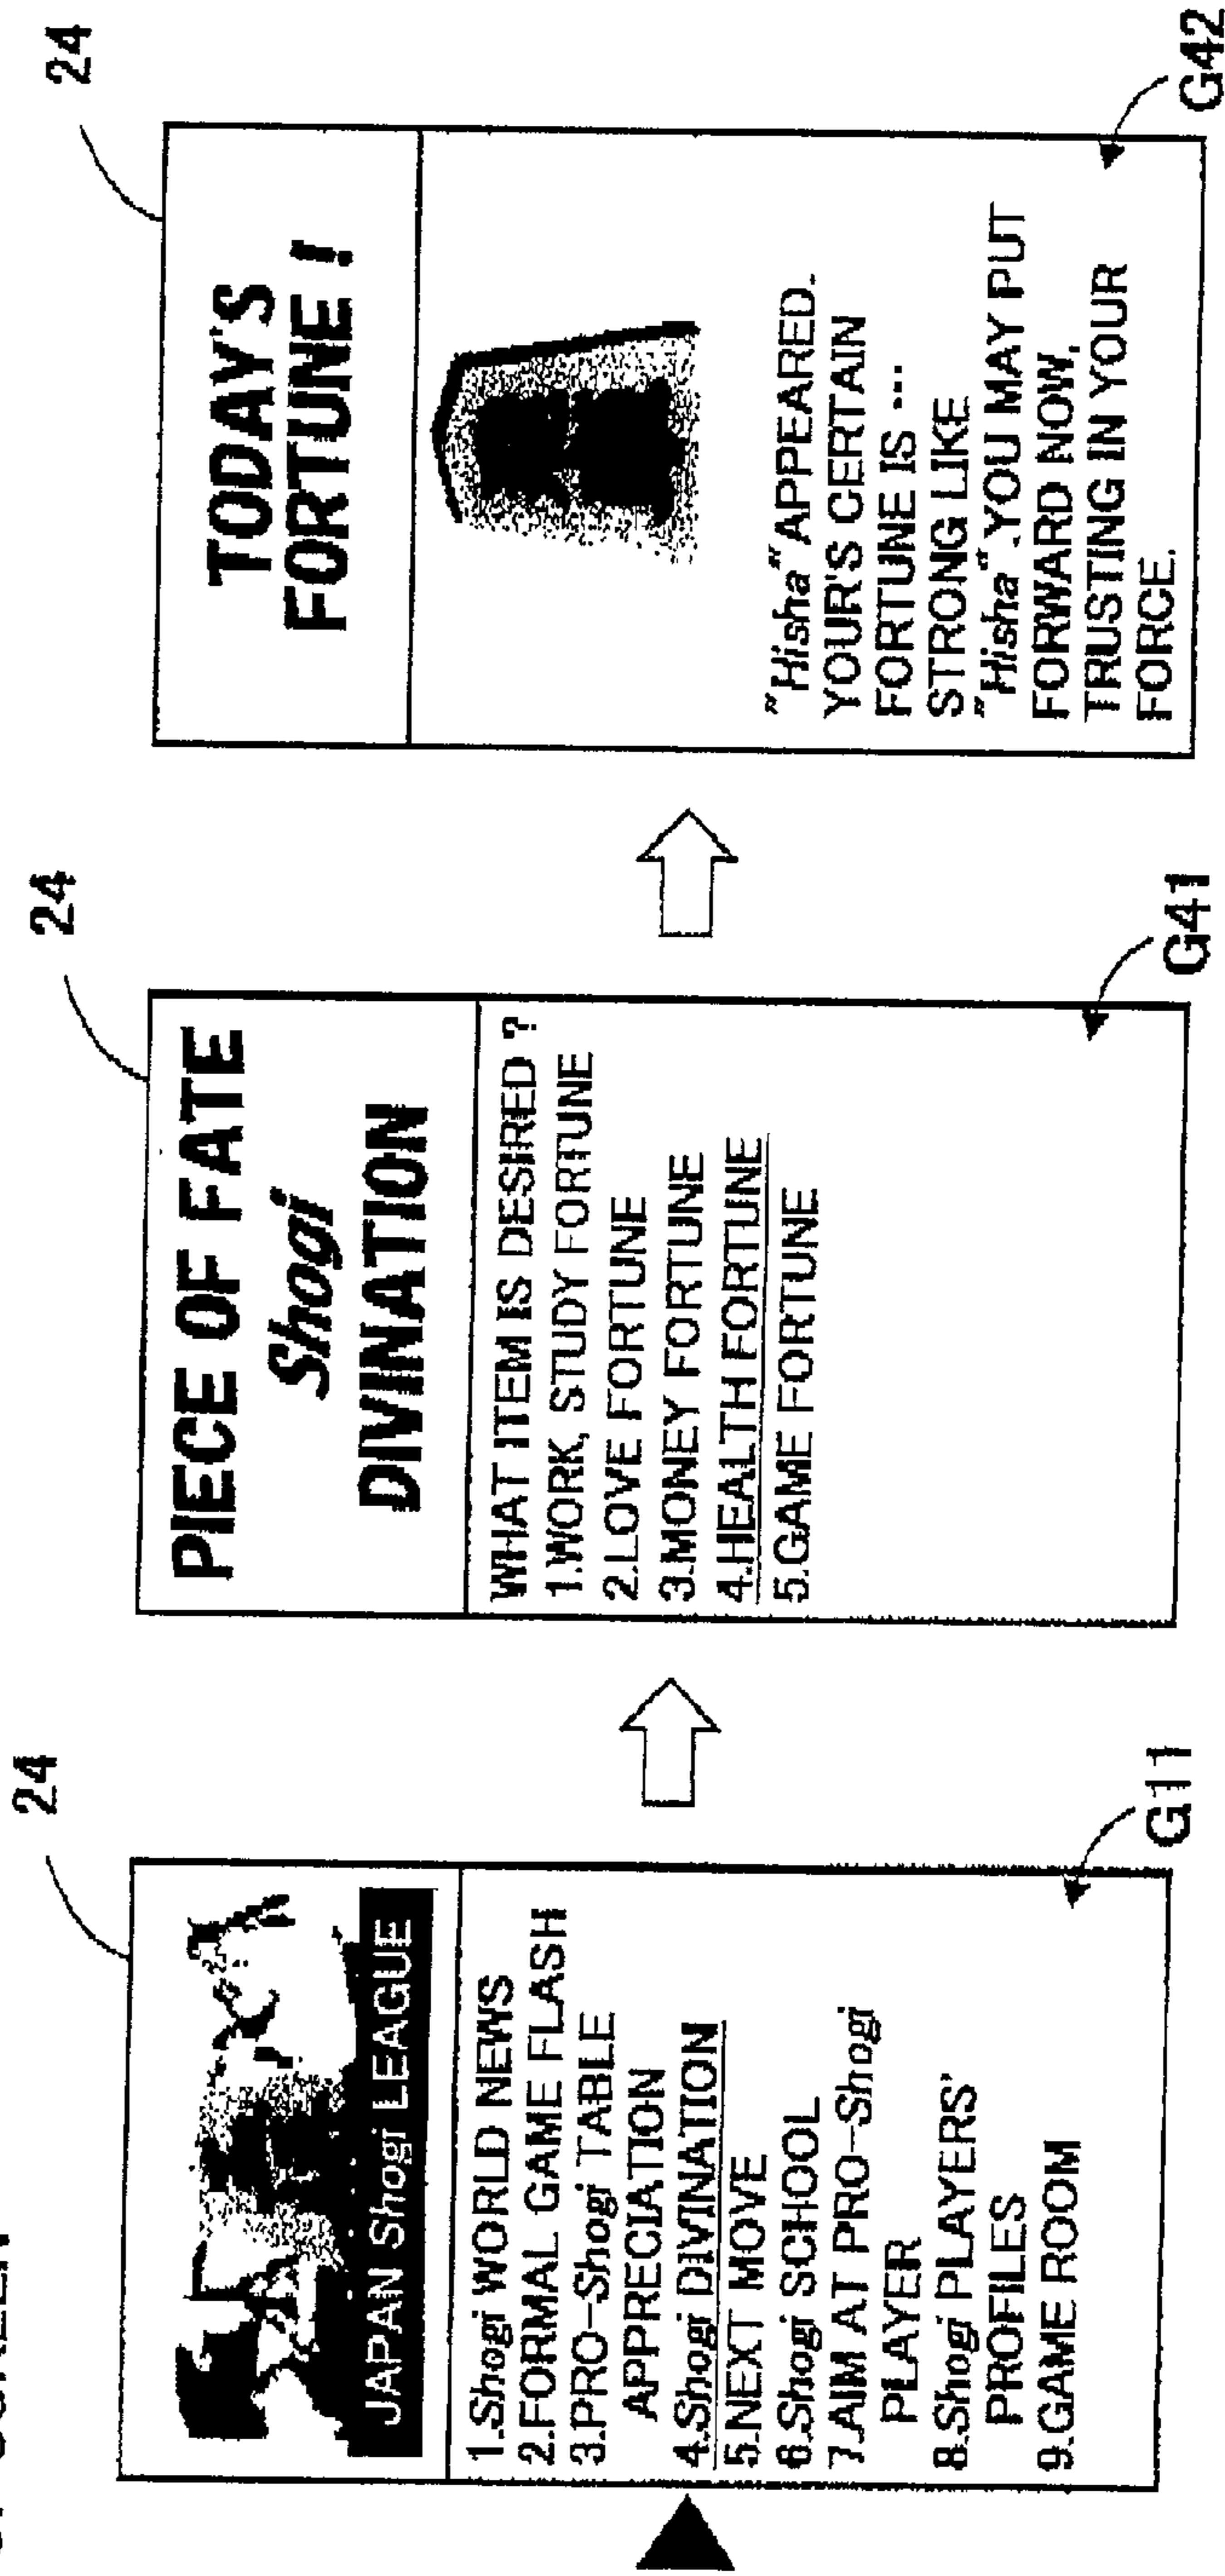 24
JAPAN Shogi LEAGUE
1.Shogi WORLD NEWS
2.FORMAL GAME FLASH
3.PRO-Shogi TABLE
APPRECIATION
4.Shogi DIVINATION
5.NEXT MOVE
6.Shogi SCHOOL
7.AIM AT PRO-Shogi
PLAYER
8.Shogi PLAYERS'
PROFILES
9.GAME ROOM
G11
24
PIECE OF FATE
Shogi
DIVINATION
WHAT ITEM IS DESIRED ?
1.WORK, STUDY FORTUNE
2.LOVE FORTUNE
3.MONEY FORTUNE
4.HEALTH FORTUNE
5.GAME FORTUNE
G41
24
TODAY'S
FORTUNE !
"Hisha" APPEARED.
YOUR'S CERTAIN
FORTUNE IS ---
STRONG LIKE
"Hisha".YOU MAY PUT
FORWARD NOW,
TRUSTING IN YOUR
FORCE.
G42